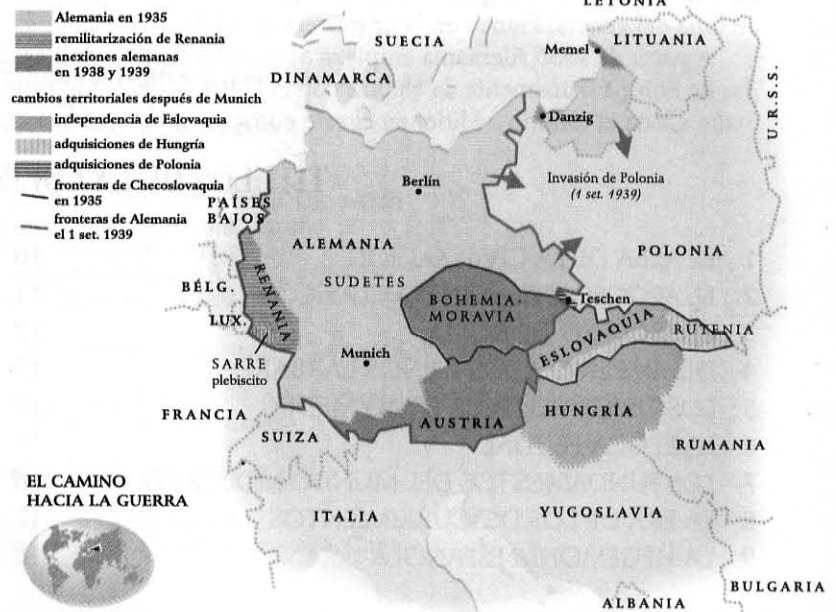 Alemania en 1935
remilitarización de Renania
anexiones alemanas
en 1938 y 1939
cambios territoriales después de Munich
independencia de Eslovaquia
adquisiciones de Hungría
adquisiciones de Polonia
fronteras de Checoslovaquia
en 1935
fronteras de Alemania
el 1 set. 1939
LETONIA
SUECIA
Memel
LITUANIA
DINAMARCA
U.R.S.S.
Danzig
Berlín
Invasión de Polonia
(1 set. 1939)
PAÍSES
BAJOS
ALEMANIA
POLONIA
SUDETES
BÉLG.
RENANIA
BOHEMIA-
MORAVIA
Teschen
LUX.
ESLOVAQUIA
RUTENIA
SARRE
plebiscito
Munich
FRANCIA
AUSTRIA
HUNGRÍA
SUIZA
RUMANIA
EL CAMINO
HACIA LA GUERRA
ITALIA
YUGOSLAVIA
BULGARIA
ALBANIA